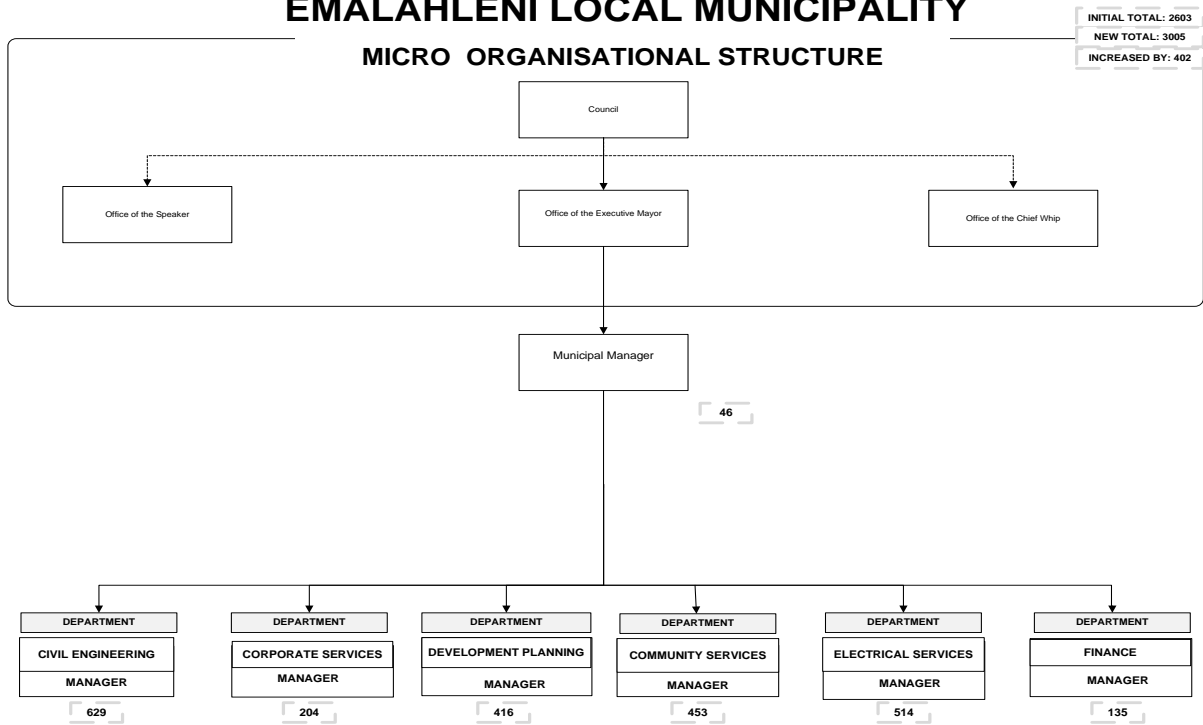 EMALAHLENI LOCAL MUNICIPALITY
INITIAL TOTAL: 2603
NEW TOTAL: 3005
INCREASED BY: 402
MICRO ORGANISATIONAL STRUCTURE
Council
Office of the Speaker
Office of the Executive Mayor
Office of the Chief Whip
Municipal Manager
46
DEPARTMENT
CIVIL ENGINEERING
MANAGER
629
DEPARTMENT
CORPORATE SERVICES
MANAGER
204
DEPARTMENT
DEVELOPMENT PLANNING
MANAGER
416
DEPARTMENT
COMMUNITY SERVICES
MANAGER
453
DEPARTMENT
ELECTRICAL SERVICES
MANAGER
514
DEPARTMENT
FINANCE
MANAGER
135